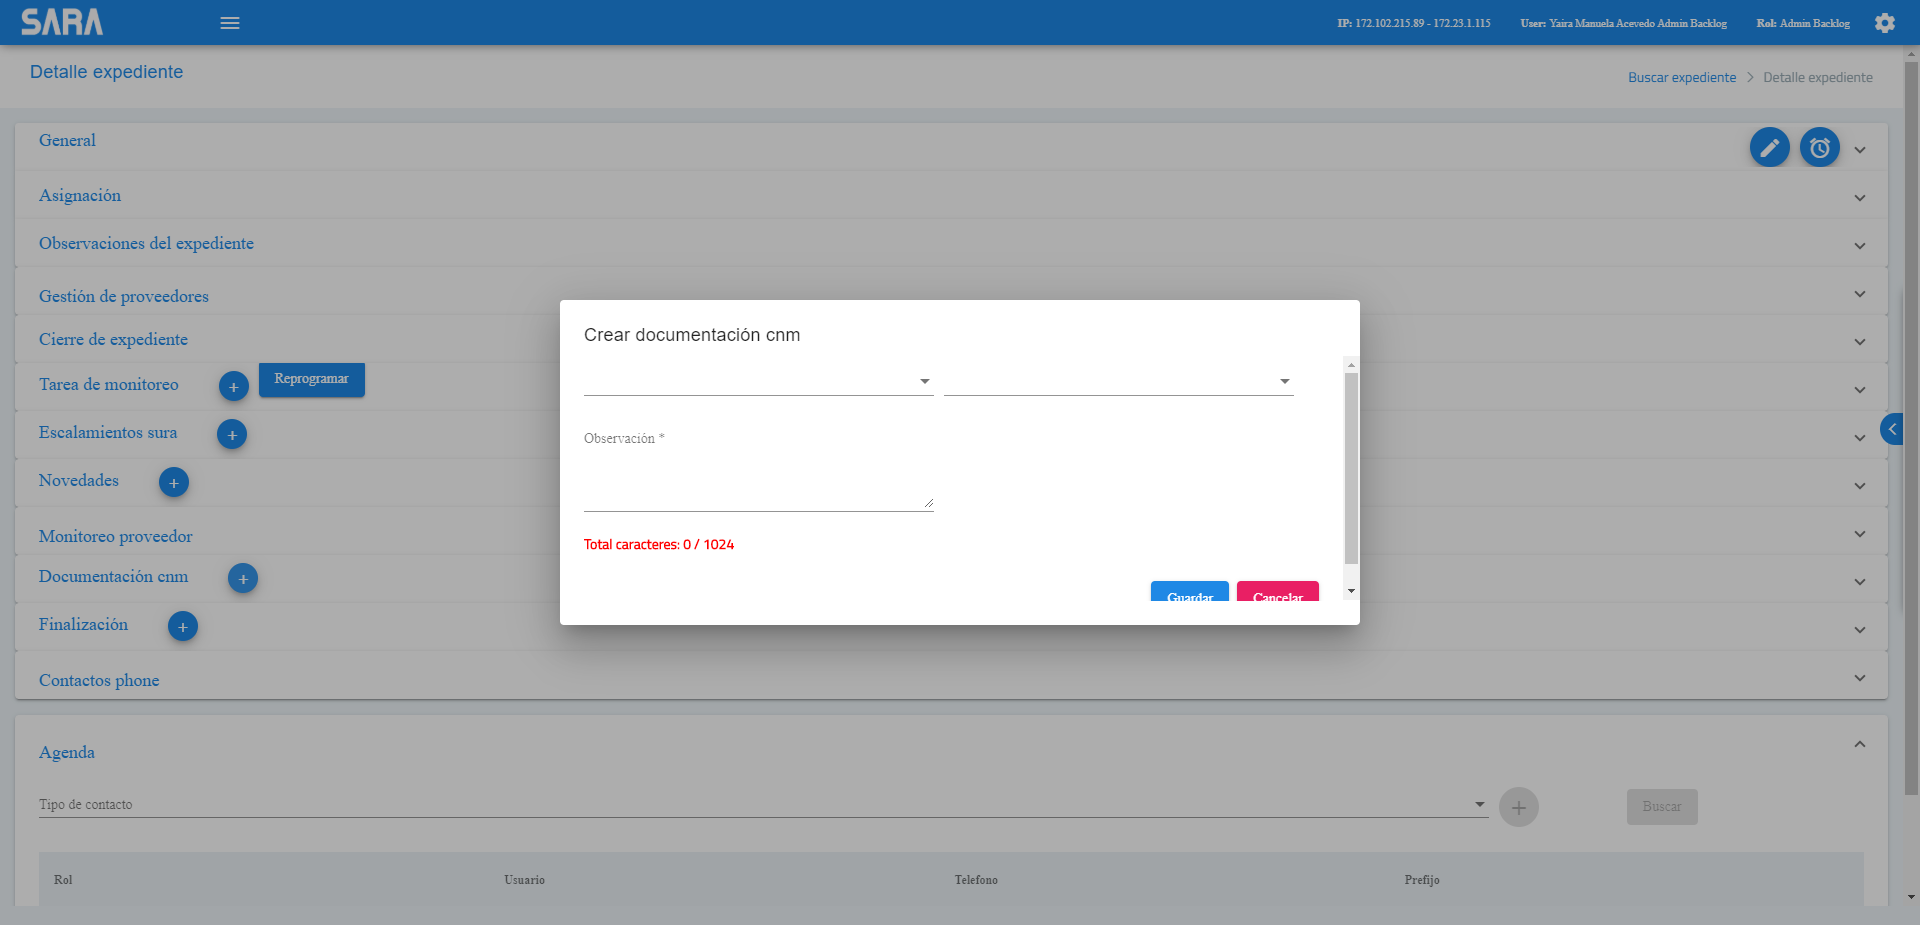 SARA
IP: 172.102.215.89 - 172.23.1.115
User: Yaira Manuela Acevedo Admin Backlog
Rol: Admin Backlog
Detalle expediente
Buscar expediente > Detalle expediente
General
Asignación
Observaciones del expediente
Gestión de proveedores
Cierre de expediente
Tarea de monitoreo
Reprogramar
Escalamientos sura
Novedades
Monitoreo proveedor
Documentación cnm
Finalización
Contactos phone
Crear documentación cnm
Observación *
Total caracteres: 0 / 1024
Guardar
Cancelar
Agenda
Tipo de contacto
Buscar
Rol
Usuario
Telefono
Prefijo